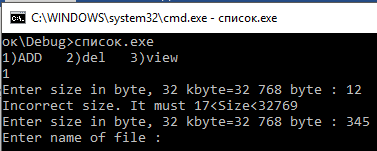 C:\WINDOWS\system32\cmd.exe - список.exe
ок\Debug>список.exe
1)ADD 2)del 3)view
1
Enter size in byte, 32 kbyte=32 768 byte : 12
Incorrect size. It must 17<Size<32769
Enter size in byte, 32 kbyte=32 768 byte : 345
Enter name of file :